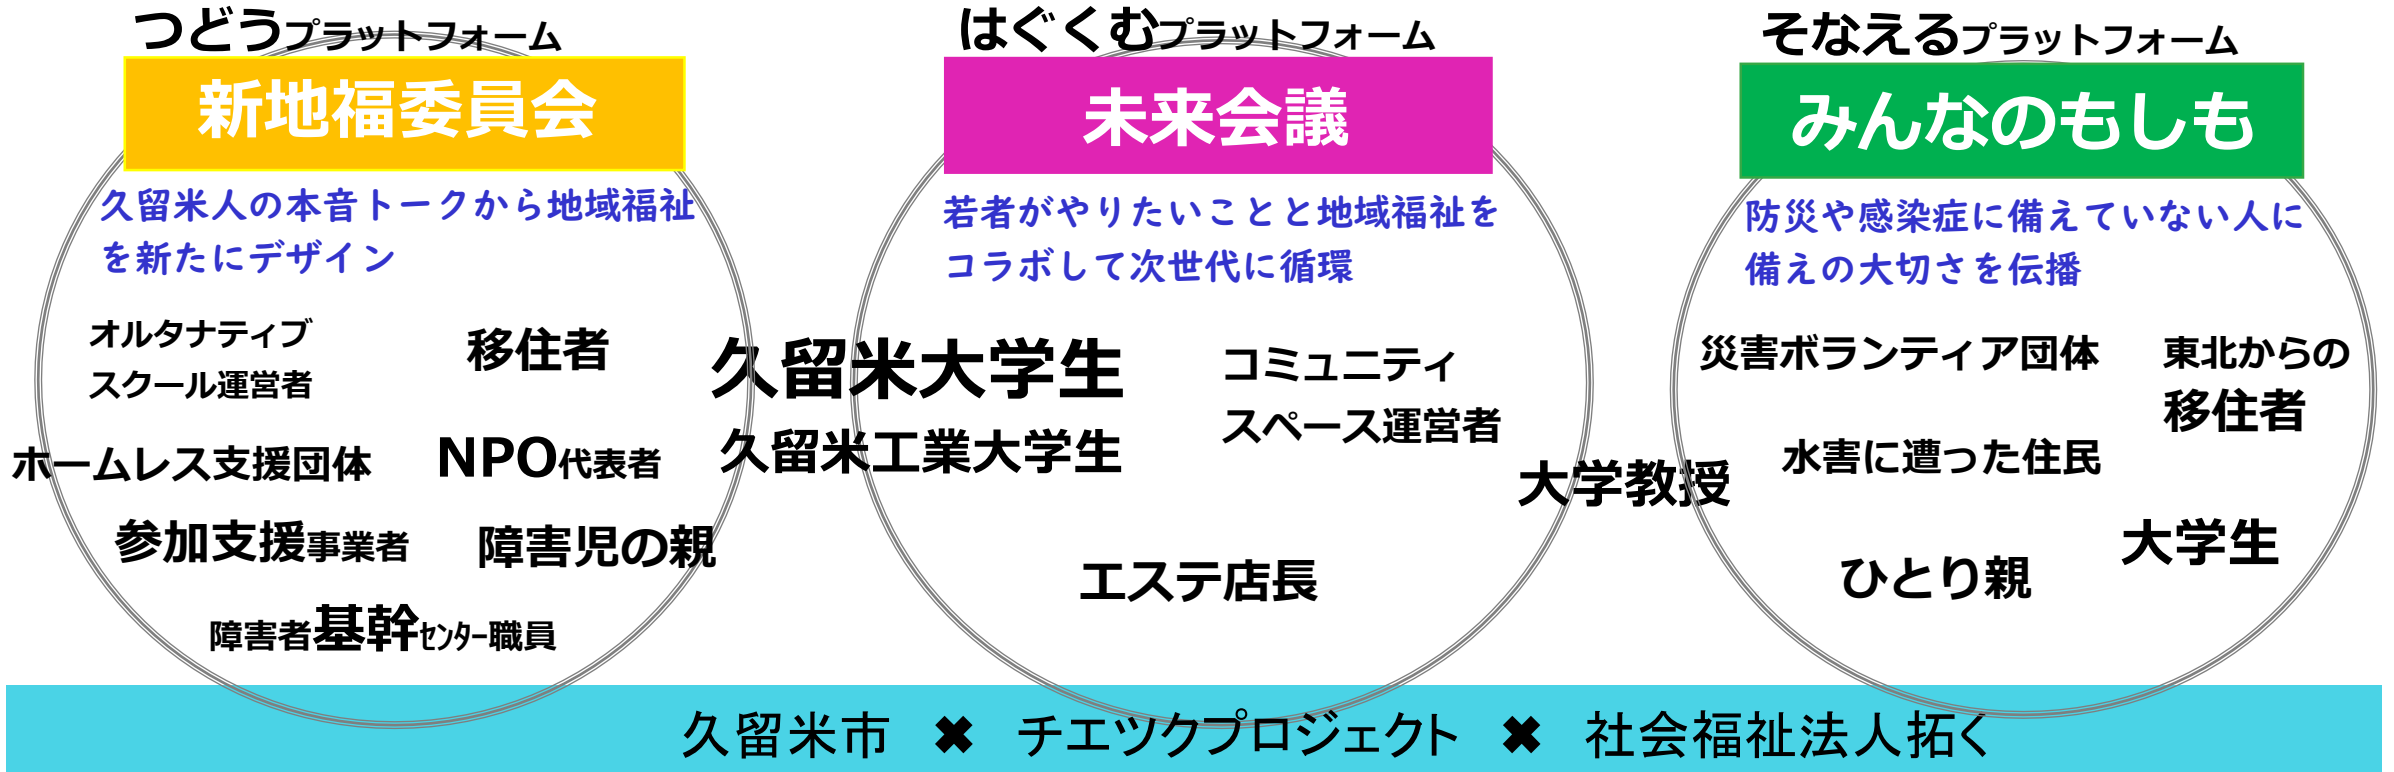 つどうプラットフォーム
新地福委員会
久留米人の本音トークから地域福祉
を新たにデザイン
オルタナティブ
スクール運営者
移住者
ホームレス支援団体
NPO代表者
参加支援事業者
障害児の親
障害者基幹ｾﾝﾀｰ職員
はぐくむプラットフォーム
未来会議
若者がやりたいことと地域福祉を
コラボして次世代に循環
久留米大学生
久留米工業大学生
コミュニティ
スペース運営者
大学教授
エステ店長
そなえるプラットフォーム
みんなのもしも
防災や感染症に備えていない人に
備えの大切さを伝播
災害ボランティア団体
東北からの
移住者
水害に遭った住民
大学生
ひとり親
久留米市 ✖ チエツクプロジェクト ✖ 社会福祉法人拓く